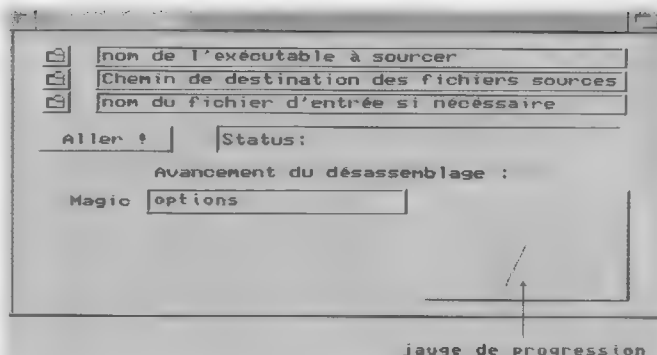 nom de l'exécutable à sourcer
Chemin de destination des fichiers sources
nom du fichier d'entrée si nécessaire
Aller !
Status:
Avancement du désassemblage :
Magic
options
jauge de progression